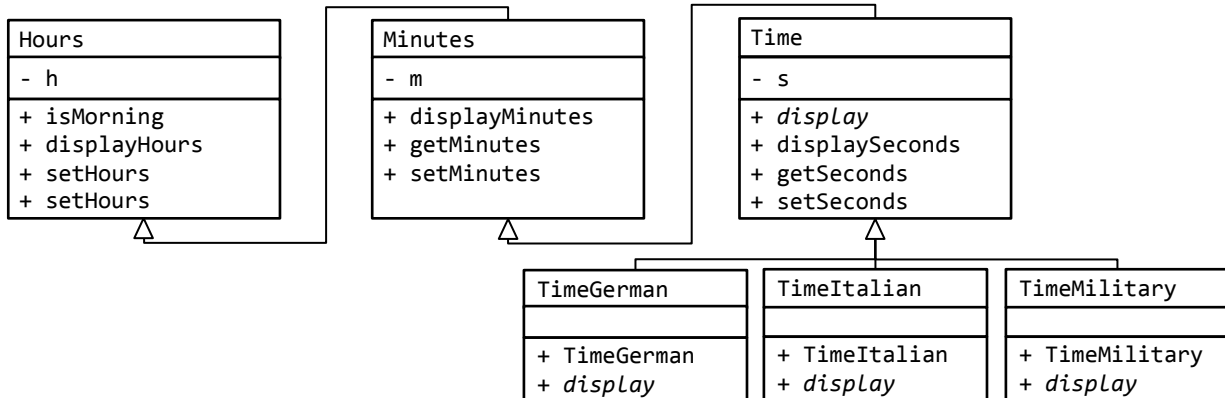 Hours
- h
+ isMorning
+ displayHours
+ setHours
+ setHours
Minutes
- m
+ displayMinutes
+ getMinutes
+ setMinutes
Time
- s
+ display
+ displaySeconds
+ getSeconds
+ setSeconds
TimeGerman
+ TimeGerman
+ display
TimeItalian
+ TimeItalian
+ display
TimeMilitary
+ TimeMilitary
+ display